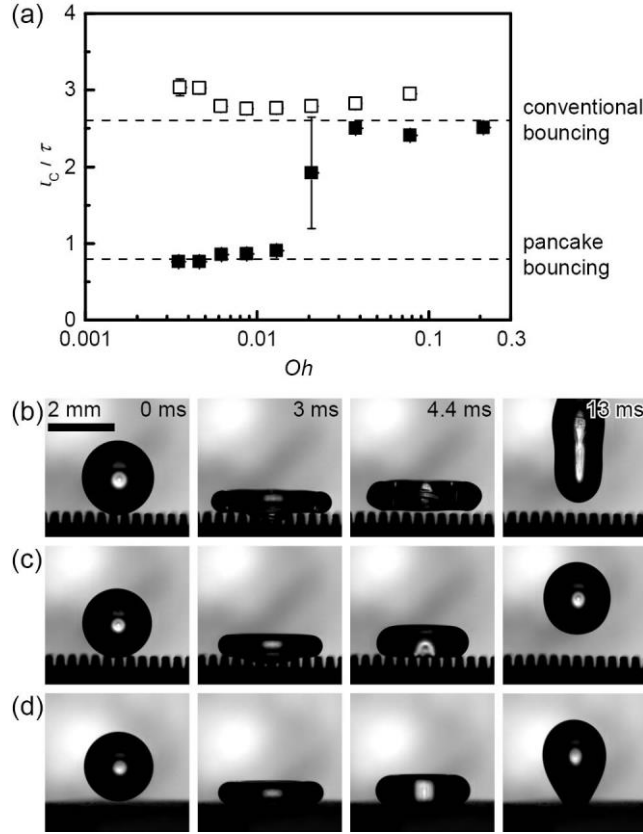 (a)
4
3
2
1
0
ι_C / τ
conventional
bouncing
pancake
bouncing
0.001
0.01
0.1
0.3
Oh
(b)
2 mm
0 ms
3 ms
4.4 ms
13 ms
(c)
(d)